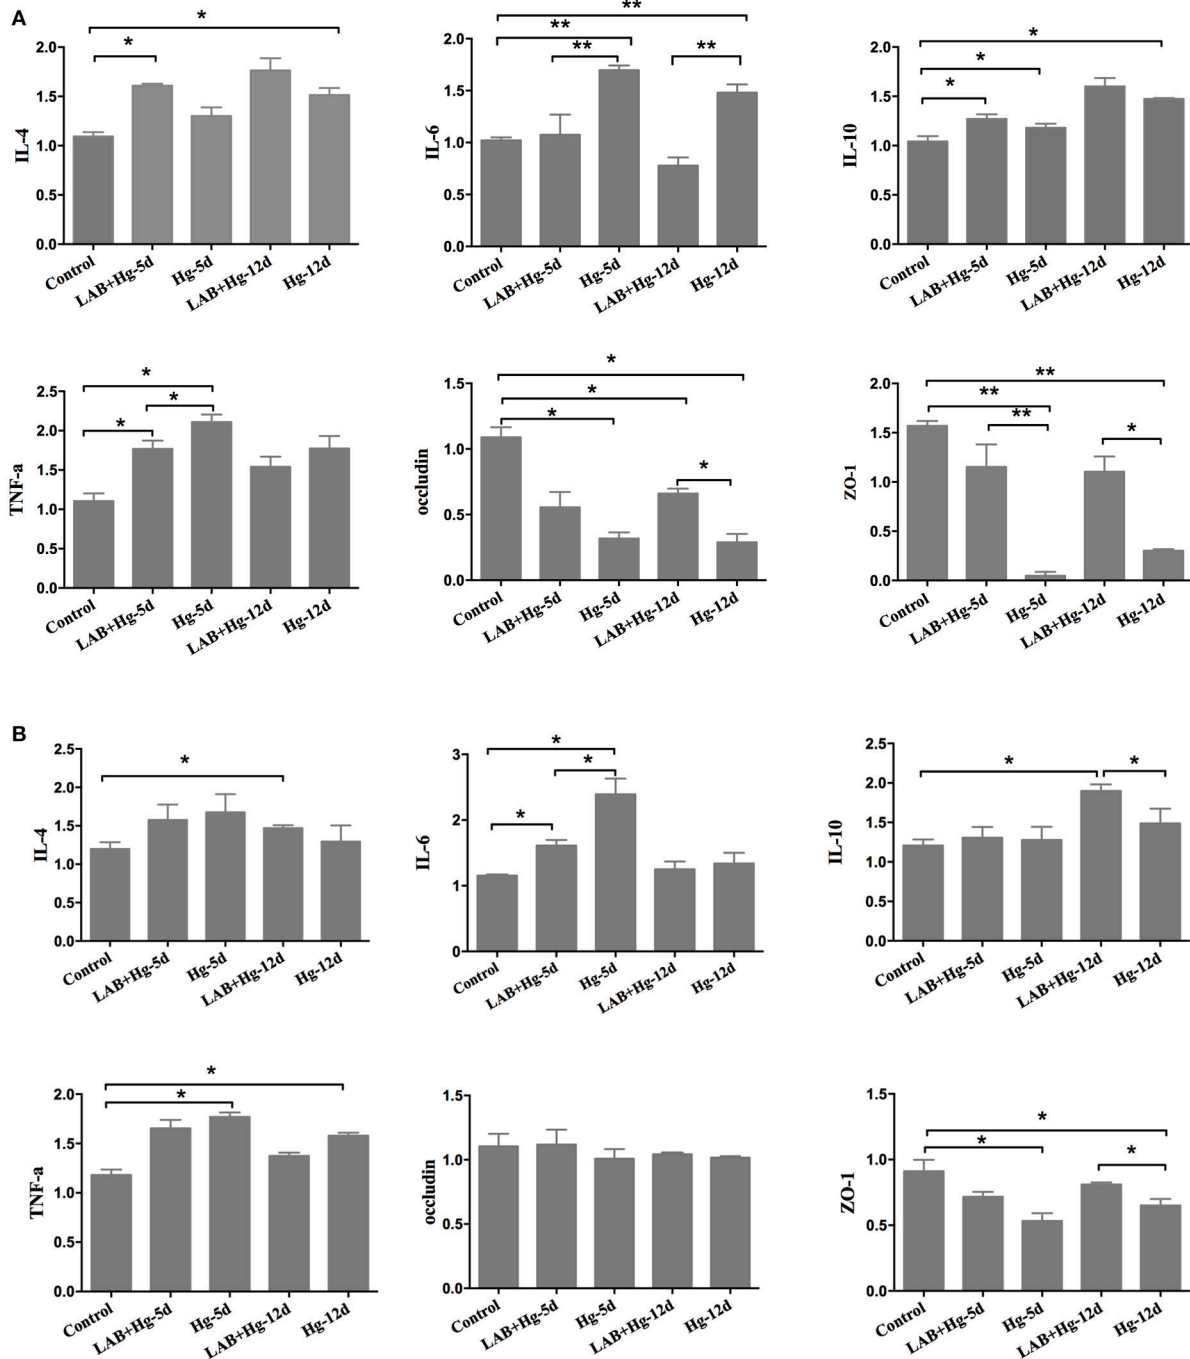 A
* *
2.0 1.5 1.0 0.5 0.0
IL-4
Control LAB+Hg-5d Hg-5d LAB+Hg-12d Hg-12d
** ** ** **
2.0 1.5 1.0 0.5 0.0
IL-6
Control LAB+Hg-5d Hg-5d LAB+Hg-12d Hg-12d
* * *
2.0 1.5 1.0 0.5 0.0
IL-10
Control LAB+Hg-5d Hg-5d LAB+Hg-12d Hg-12d
* * *
2.5 2.0 1.5 1.0 0.5 0.0
TNF-a
Control LAB+Hg-5d Hg-5d LAB+Hg-12d Hg-12d
* * * *
1.5 1.0 0.5 0.0
occludin
Control LAB+Hg-5d Hg-5d LAB+Hg-12d Hg-12d
** ** ** *
2.0 1.5 1.0 0.5 0.0
ZO-1
Control LAB+Hg-5d Hg-5d LAB+Hg-12d Hg-12d
B
*
2.5 2.0 1.5 1.0 0.5 0.0
IL-4
Control LAB+Hg-5d Hg-5d LAB+Hg-12d Hg-12d
* * *
3 2 1 0
IL-6
Control LAB+Hg-5d Hg-5d LAB+Hg-12d Hg-12d
* *
2.5 2.0 1.5 1.0 0.5 0.0
IL-10
Control LAB+Hg-5d Hg-5d LAB+Hg-12d Hg-12d
* *
2.0 1.5 1.0 0.5 0.0
TNF-a
Control LAB+Hg-5d Hg-5d LAB+Hg-12d Hg-12d
1.5 1.0 0.5 0.0
occludin
Control LAB+Hg-5d Hg-5d LAB+Hg-12d Hg-12d
* * *
1.5 1.0 0.5 0.0
ZO-1
Control LAB+Hg-5d Hg-5d LAB+Hg-12d Hg-12d